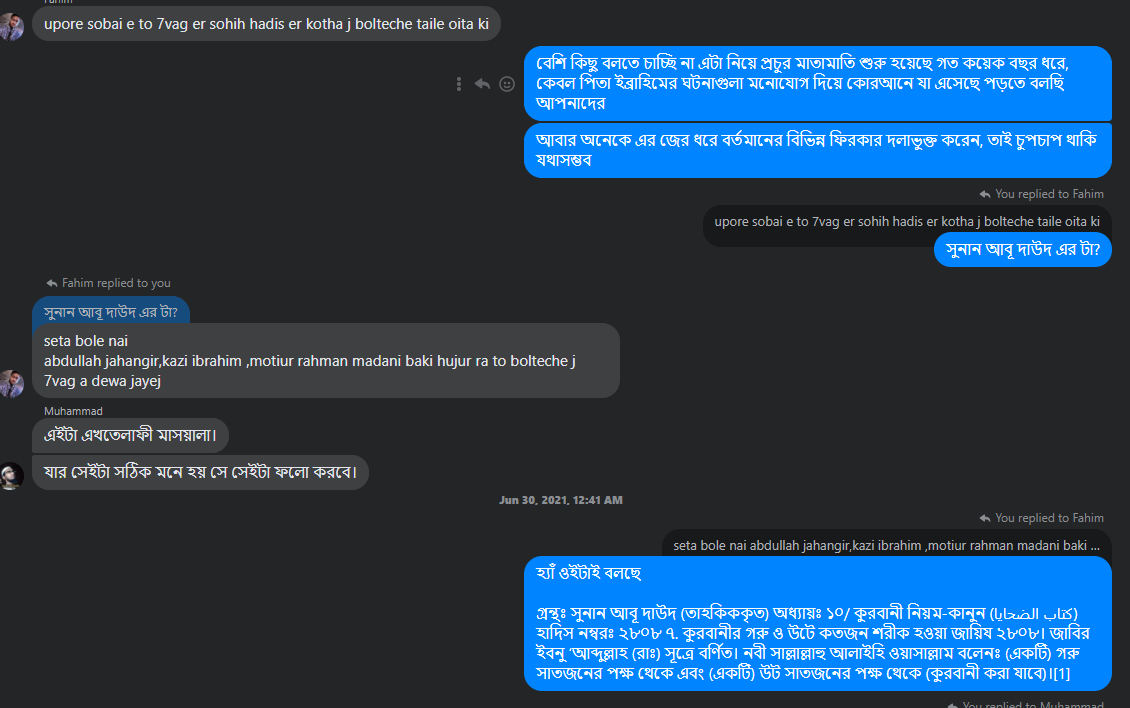 Fahim
upore sobai e to 7vag er sohih hadis er kotha j bolteche taile oita ki
বেশি কিছু বলতে চাচ্ছি না এটা নিয়ে প্রচুর মাতামাতি শুরু হয়েছে গত কয়েক বছর ধরে,
কেবল পিতা ইব্রাহিমের ঘটনাগুলা মনোযোগ দিয়ে কোরআনে যা এসেছে পড়তে বলছি
আপনাদের
আবার অনেকে এর জের ধরে বর্তমানের বিভিন্ন ফিরকার দলাভুক্ত করেন, তাই চুপচাপ থাকি
যথাসম্ভব
You replied to Fahim
upore sobai e to 7vag er sohih hadis er kotha j bolteche taile oita ki
সুনান আবূ দাউদ এর টা?
Fahim replied to you
সুনান আবূ দাউদ এর টা?
seta bole nai
abdullah jahangir,kazi ibrahim ,motiur rahman madani baki hujur ra to bolteche j
7vag a dewa jayej
Muhammad
এইটা এখতেলাফী মাসয়ালা।
যার সেইটা সঠিক মনে হয় সে সেইটা ফলো করবে।
Jun 30, 2021, 12:41 AM
You replied to Fahim
seta bole nai abdullah jahangir,kazi ibrahim ,motiur rahman madani baki ...
হ্যাঁ ওইটাই বলছে
গ্রন্থঃ সুনান আবূ দাউদ (তাহকিককৃত) অধ্যায়ঃ ১০/ কুরবানী নিয়ম-কানুন (كتاب الضحايا)
হাদিস নম্বরঃ ২৮০৮ ৭. কুরবানীর গরু ও উটে কতজন শরীক হওয়া জায়িয ২৮০৮। জাবির
ইবনু ‘আব্দুল্লাহ (রাঃ) সূত্রে বর্ণিত। নবী সাল্লাল্লাহু আলাইহি ওয়াসাল্লাম বলেনঃ (একটি) গরু
সাতজনের পক্ষ থেকে এবং (একটি) উট সাতজনের পক্ষ থেকে (কুরবানী করা যাবে)।[1]
You replied to Muhammad